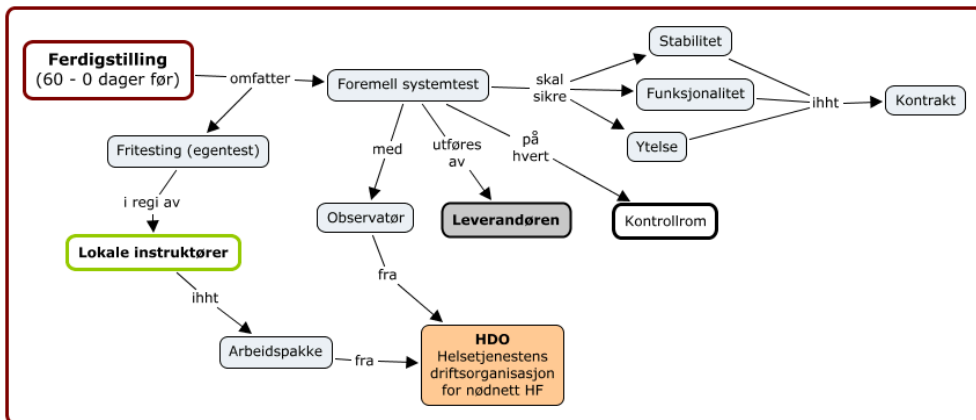 Ferdigstilling
(60 - 0 dager før)
omfatter
Foremell systemtest
skal
sikre
Stabilitet
Funksjonalitet
Ytelse
ihht
Kontrakt
Fritesting (egentest)
med
utføres
av
på
hvert
i regi av
Observatør
Leverandøren
Kontrollrom
Lokale instruktører
fra
ihht
Arbeidspakke
fra
HDO
Helsetjenestens
driftsorganisasjon
for nødnett HF